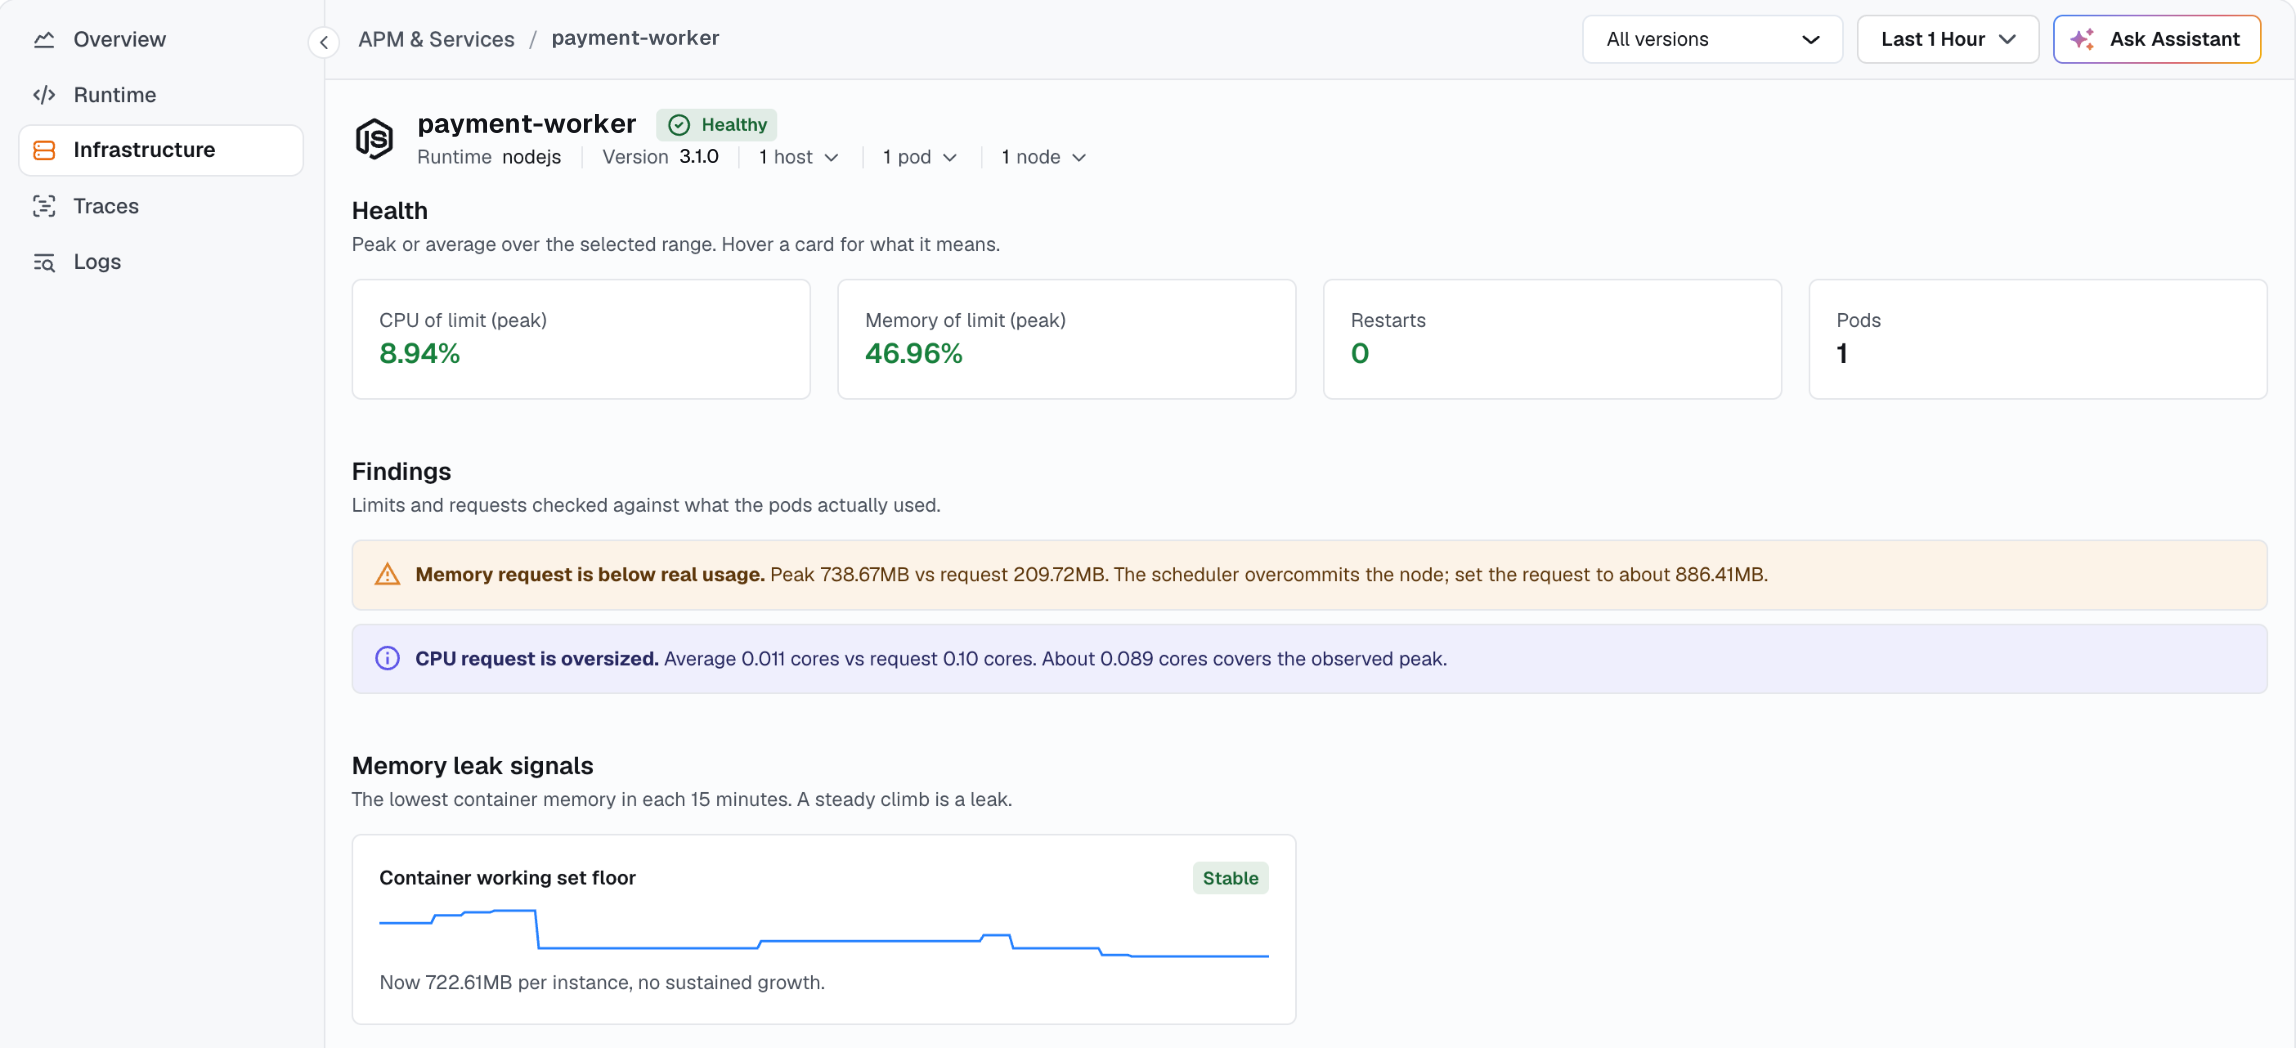 Overview
Runtime
Infrastructure
Traces
Logs
APM & Services / payment-worker
All versions
Last 1 Hour
Ask Assistant
JS
payment-worker
Healthy
Runtime nodejs
Version 3.1.0
1 host
1 pod
1 node
Health
Peak or average over the selected range. Hover a card for what it means.
CPU of limit (peak)
8.94%
Memory of limit (peak)
46.96%
Restarts
0
Pods
1
Findings
Limits and requests checked against what the pods actually used.
Memory request is below real usage. Peak 738.67MB vs request 209.72MB. The scheduler overcommits the node; set the request to about 886.41MB.
CPU request is oversized. Average 0.011 cores vs request 0.10 cores. About 0.089 cores covers the observed peak.
Memory leak signals
The lowest container memory in each 15 minutes. A steady climb is a leak.
Container working set floor
Stable
Now 722.61MB per instance, no sustained growth.